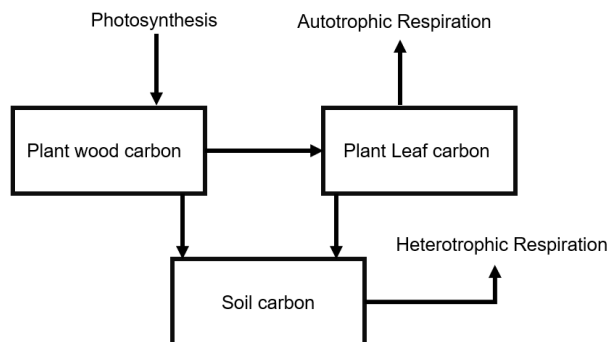 Photosynthesis
Autotrophic Respiration
Plant wood carbon
Plant Leaf carbon
Heterotrophic Respiration
Soil carbon